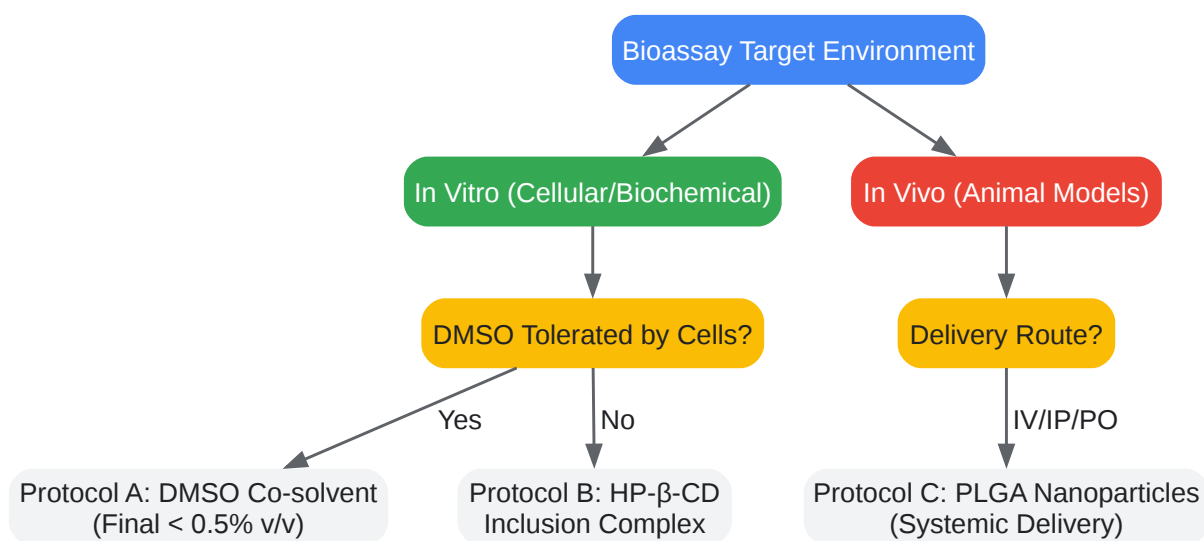 Bioassay Target Environment
In Vitro (Cellular/Biochemical)
In Vivo (Animal Models)
DMSO Tolerated by Cells?
Delivery Route?
Yes
No
IV/IP/PO
Protocol A: DMSO Co-solvent
(Final < 0.5% v/v)
Protocol B: HP-β-CD
Inclusion Complex
Protocol C: PLGA Nanoparticles
(Systemic Delivery)